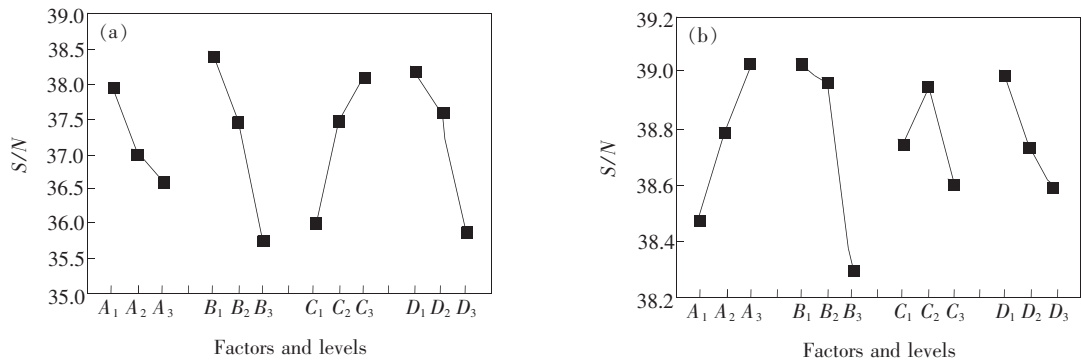 (a)
39.0
38.5
38.0
37.5
37.0
36.5
36.0
35.5
35.0
S/N
A₁ A₂ A₃ B₁ B₂ B₃ C₁ C₂ C₃ D₁ D₂ D₃
Factors and levels
(b)
39.2
39.0
38.8
38.6
38.4
38.2
S/N
A₁ A₂ A₃ B₁ B₂ B₃ C₁ C₂ C₃ D₁ D₂ D₃
Factors and levels